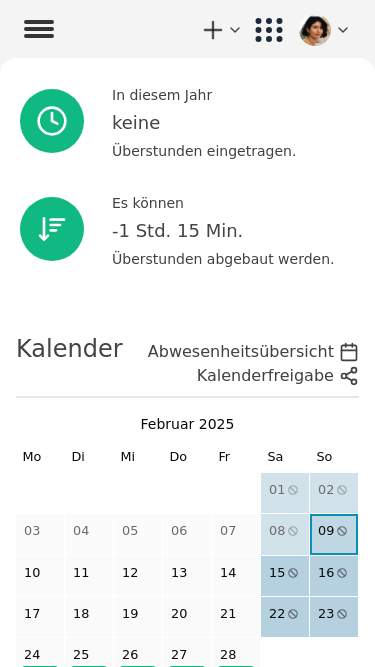 In diesem Jahr
keine
Überstunden eingetragen.
Es können
-1 Std. 15 Min.
Überstunden abgebaut werden.
Kalender
Abwesenheitsübersicht
Kalenderfreigabe
Februar 2025
Mo Di Mi Do Fr Sa So
01 02
03 04 05 06 07 08 09
10 11 12 13 14 15 16
17 18 19 20 21 22 23
24 25 26 27 28